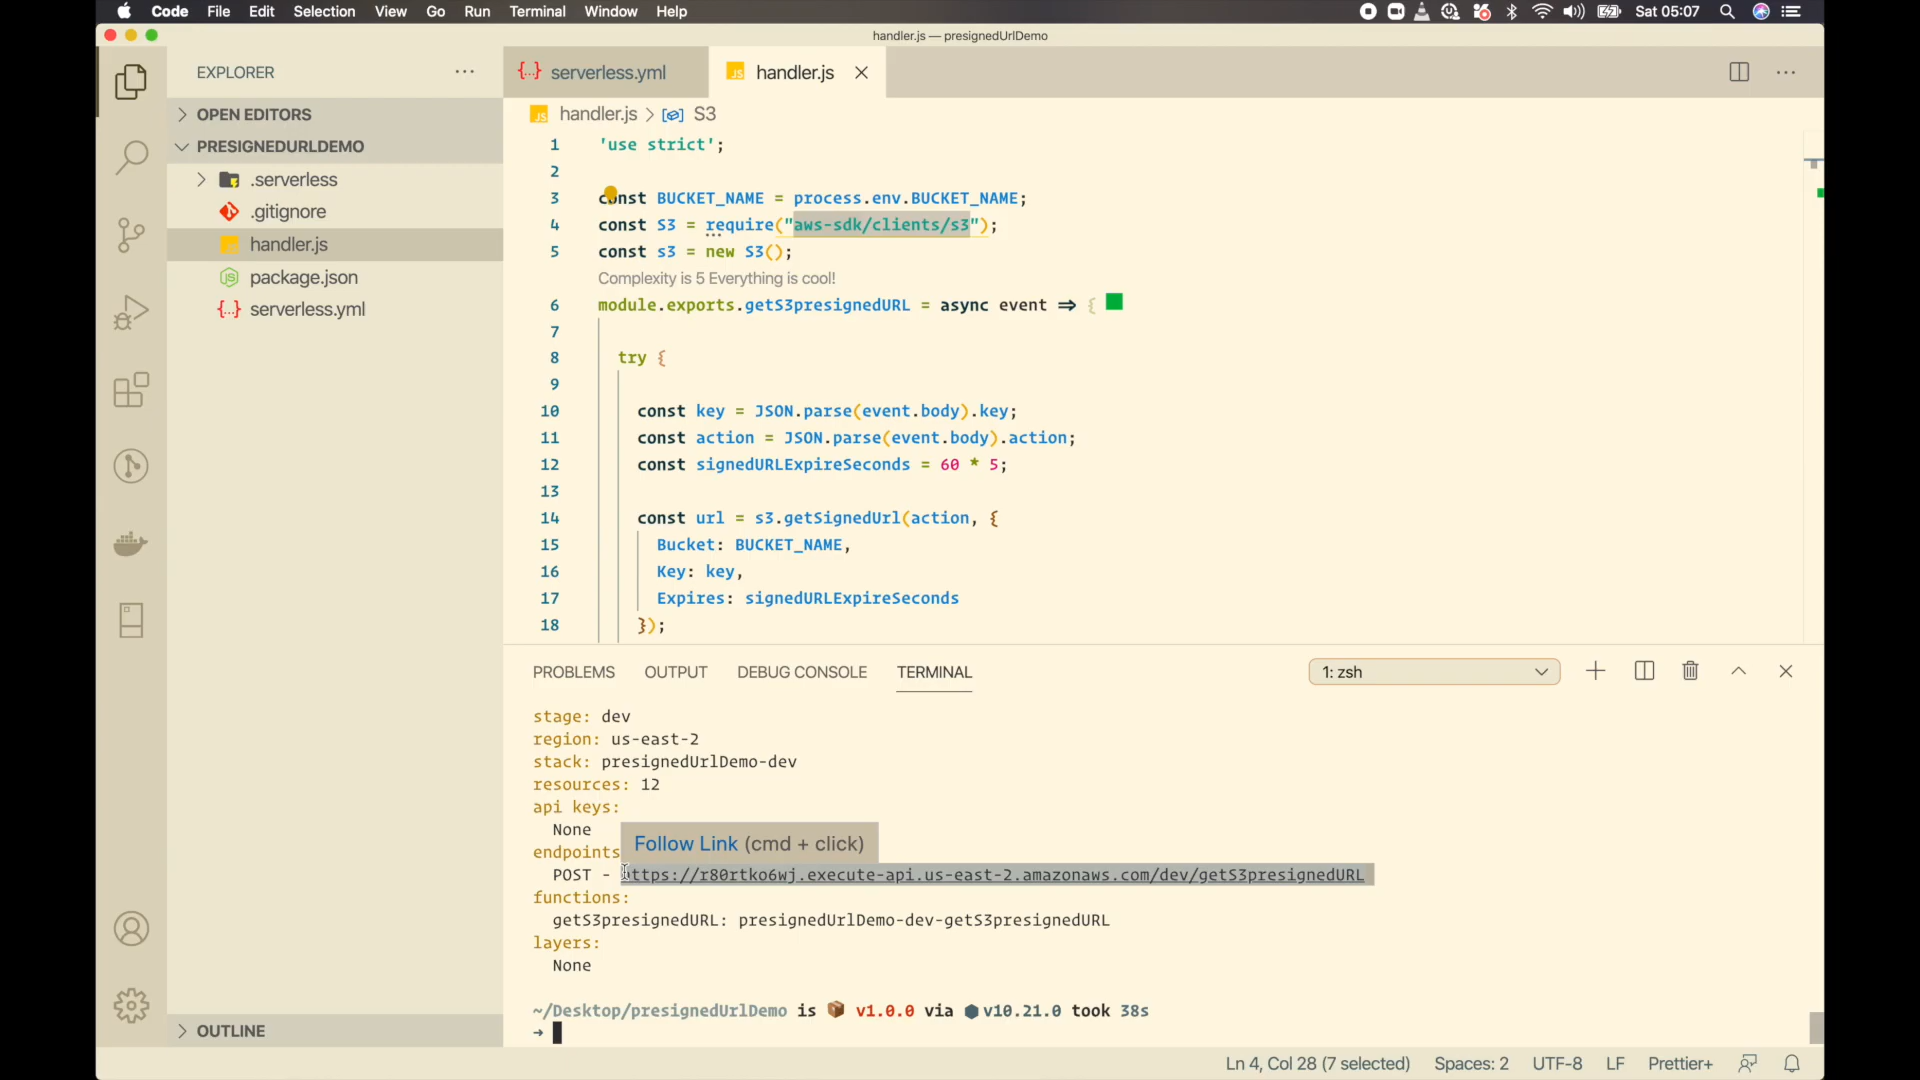 Code File Edit Selection View Go Run Terminal Window Help Sat 05:07
handler.js — presignedUrlDemo
EXPLORER
OPEN EDITORS
PRESIGNEDURLDEMO
.serverless
.gitignore
handler.js
package.json
serverless.yml
OUTLINE
serverless.yml handler.js
handler.js > S3
1 'use strict';
2
3 const BUCKET_NAME = process.env.BUCKET_NAME;
4 const S3 = require("aws-sdk/clients/s3");
5 const s3 = new S3();
Complexity is 5 Everything is cool!
6 module.exports.getS3presignedURL = async event => {
7
8 try {
9
10 const key = JSON.parse(event.body).key;
11 const action = JSON.parse(event.body).action;
12 const signedURLExpireSeconds = 60 * 5;
13
14 const url = s3.getSignedUrl(action, {
15 Bucket: BUCKET_NAME,
16 Key: key,
17 Expires: signedURLExpireSeconds
18 });
PROBLEMS OUTPUT DEBUG CONSOLE TERMINAL 1: zsh
stage: dev
region: us-east-2
stack: presignedUrlDemo-dev
resources: 12
api keys:
None
Follow Link (cmd + click)
endpoints
POST - https://r80rtko6wj.execute-api.us-east-2.amazonaws.com/dev/getS3presignedURL
functions:
getS3presignedURL: presignedUrlDemo-dev-getS3presignedURL
layers:
None
~/Desktop/presignedUrlDemo is 📦 v1.0.0 via ⬢ v10.21.0 took 38s
➜
Ln 4, Col 28 (7 selected) Spaces: 2 UTF-8 LF Prettier+